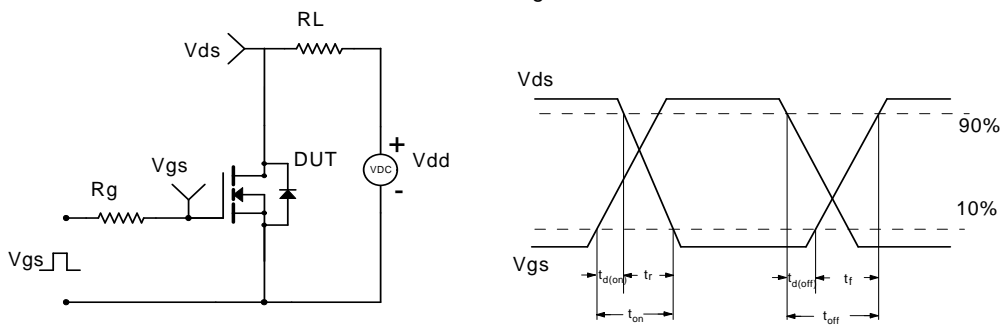 RL
Vds
Vgs
Rg
DUT
VDC
+
-
Vdd
Vgs
Vds
90%
10%
Vgs
td(on)
tr
td(off)
tf
ton
toff